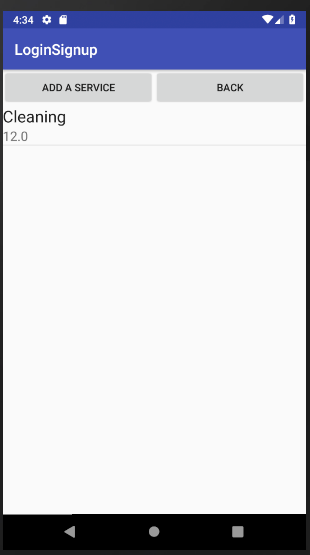 4:34
LoginSignup
ADD A SERVICE BACK
Cleaning
12.0